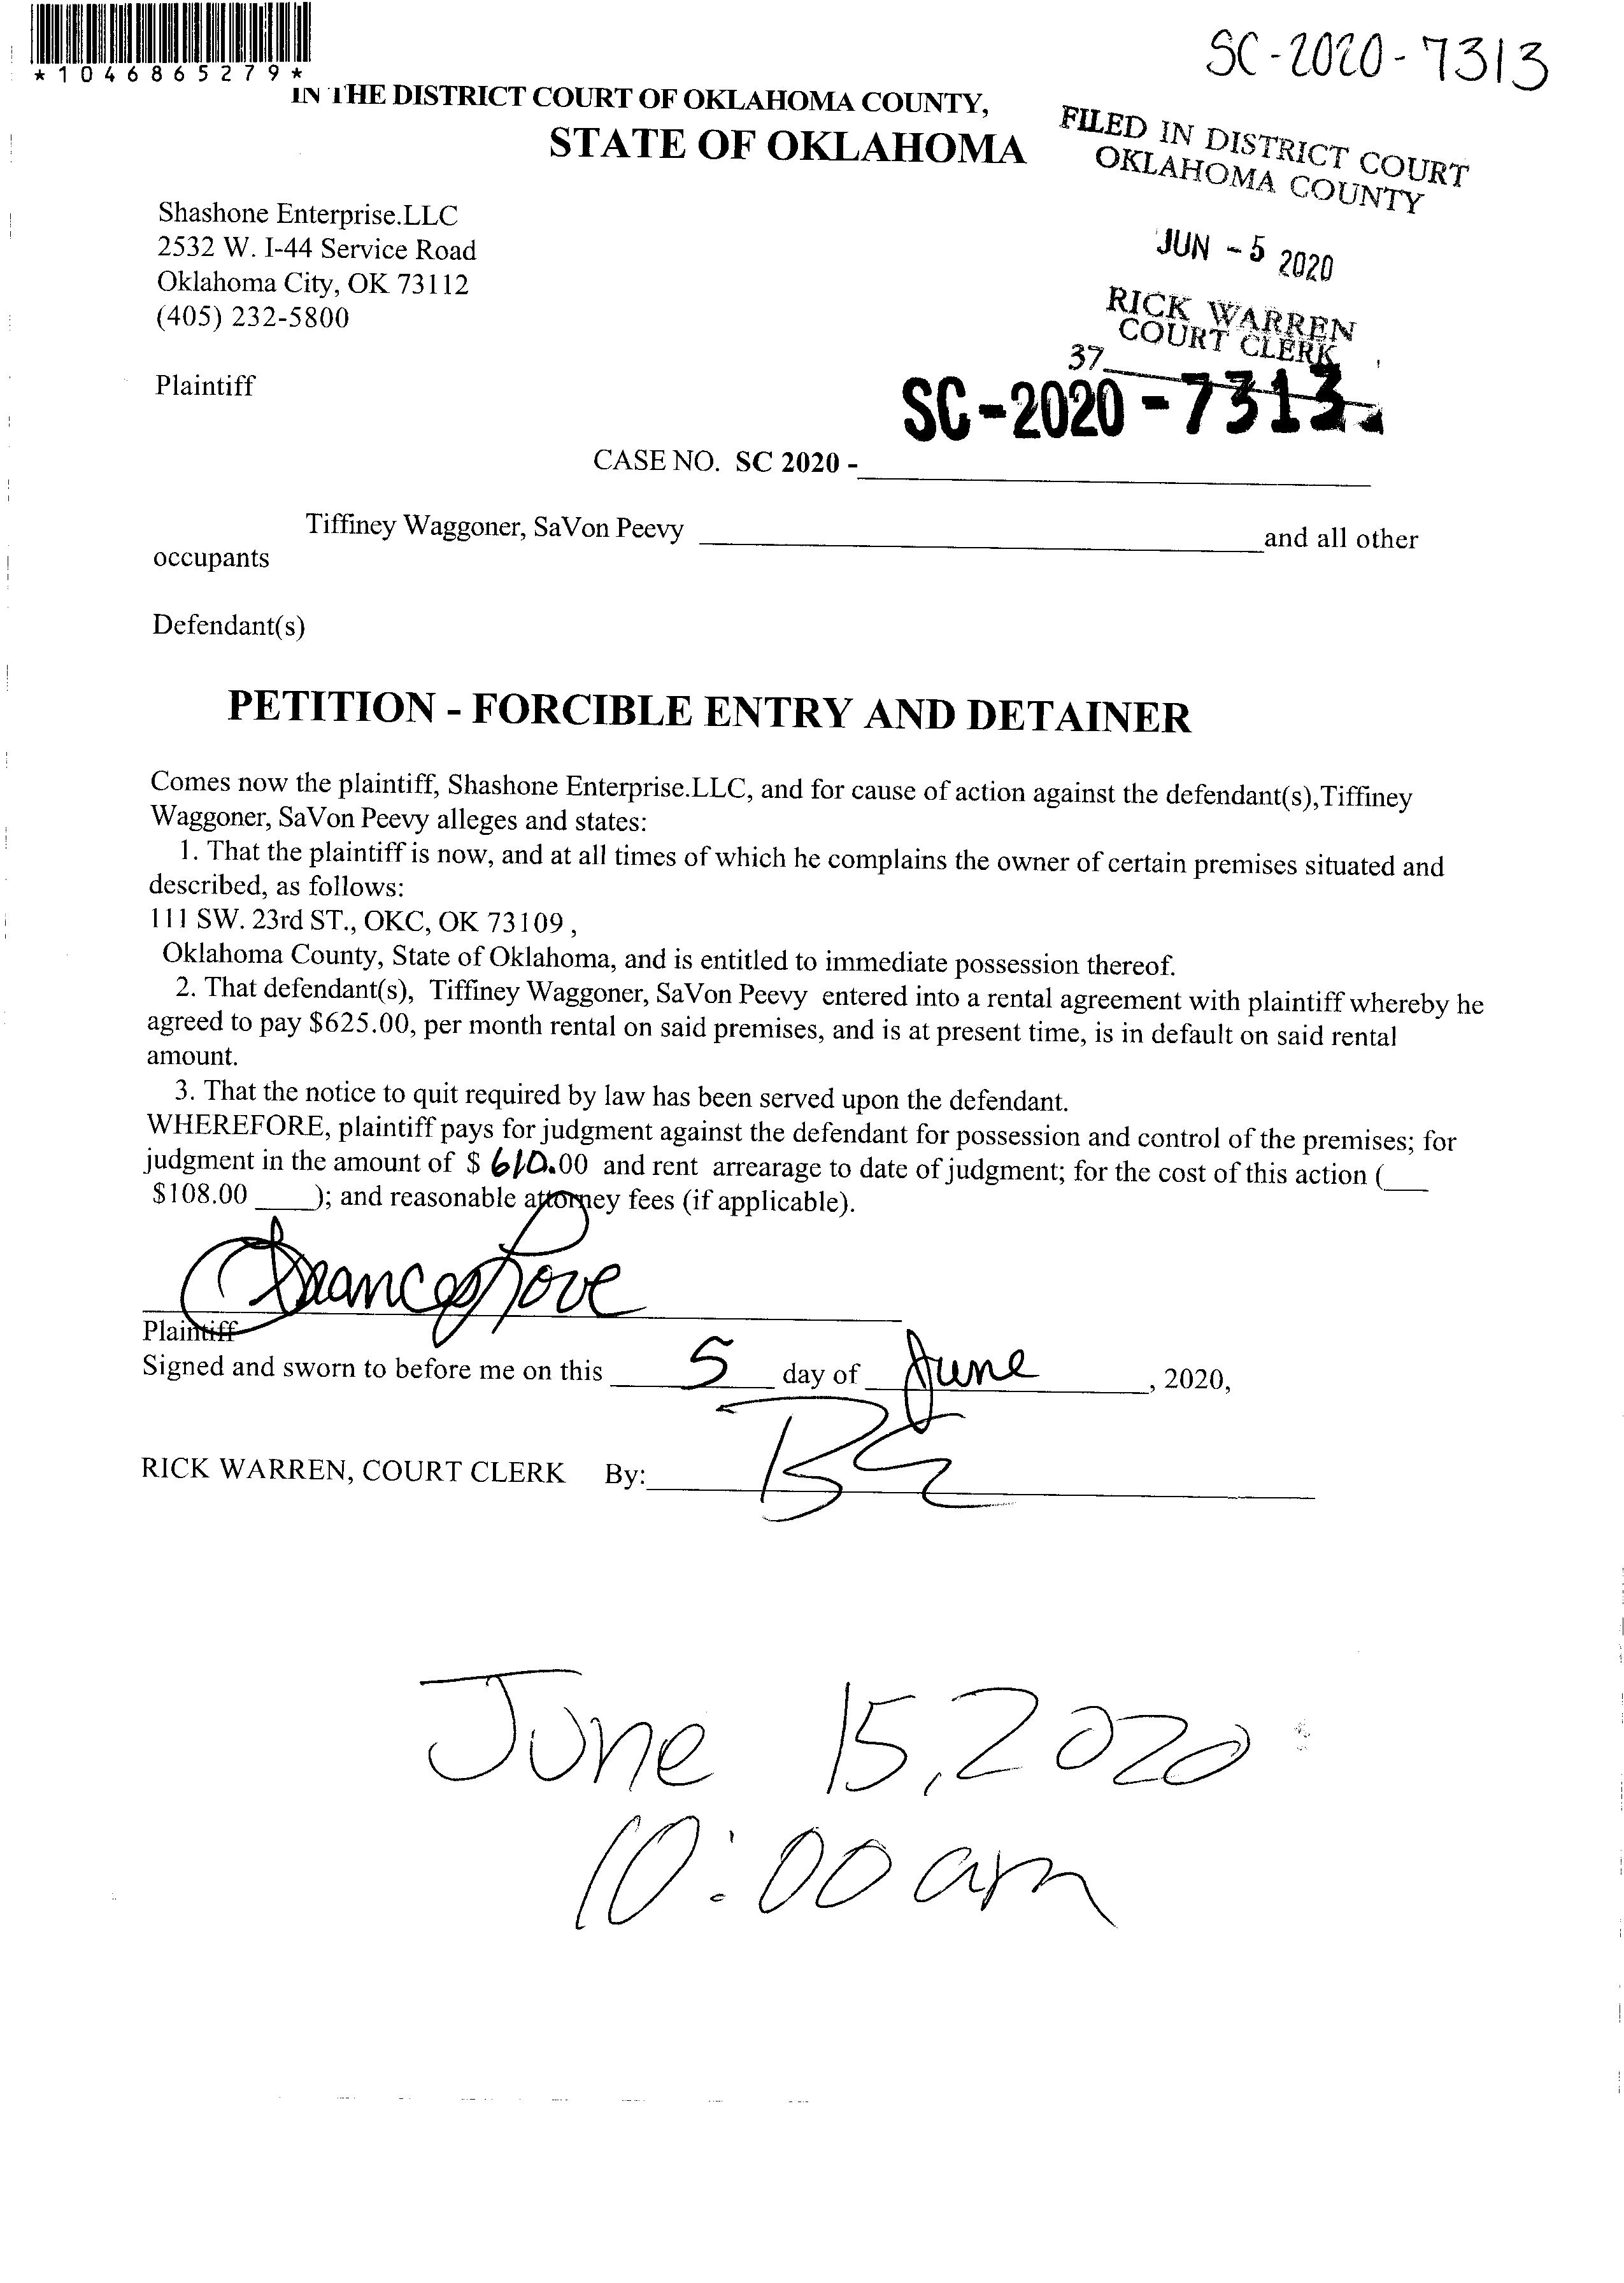 *1046865279*
SC-2020-7313
IN THE DISTRICT COURT OF OKLAHOMA COUNTY,
STATE OF OKLAHOMA
FILED IN DISTRICT COURT
OKLAHOMA COUNTY
JUN - 5 2020
RICK WARREN
COURT CLERK
37
Shashone Enterprise.LLC
2532 W. I-44 Service Road
Oklahoma City, OK 73112
(405) 232-5800
Plaintiff
SC-2020-7313
CASE NO. SC 2020 -
Tiffiney Waggoner, SaVon Peevy and all other
occupants
Defendant(s)
PETITION - FORCIBLE ENTRY AND DETAINER
Comes now the plaintiff, Shashone Enterprise.LLC, and for cause of action against the defendant(s),Tiffiney
Waggoner, SaVon Peevy alleges and states:
1. That the plaintiff is now, and at all times of which he complains the owner of certain premises situated and
described, as follows:
111 SW. 23rd ST., OKC, OK 73109 ,
Oklahoma County, State of Oklahoma, and is entitled to immediate possession thereof.
2. That defendant(s), Tiffiney Waggoner, SaVon Peevy entered into a rental agreement with plaintiff whereby he
agreed to pay $625.00, per month rental on said premises, and is at present time, is in default on said rental
amount.
3. That the notice to quit required by law has been served upon the defendant.
WHEREFORE, plaintiff pays for judgment against the defendant for possession and control of the premises; for
judgment in the amount of $ 610.00 and rent arrearage to date of judgment; for the cost of this action (___
$108.00 ____); and reasonable attorney fees (if applicable).
Plaintiff
Signed and sworn to before me on this 5 day of June, 2020,
RICK WARREN, COURT CLERK By:
June 15, 2020
10:00 am